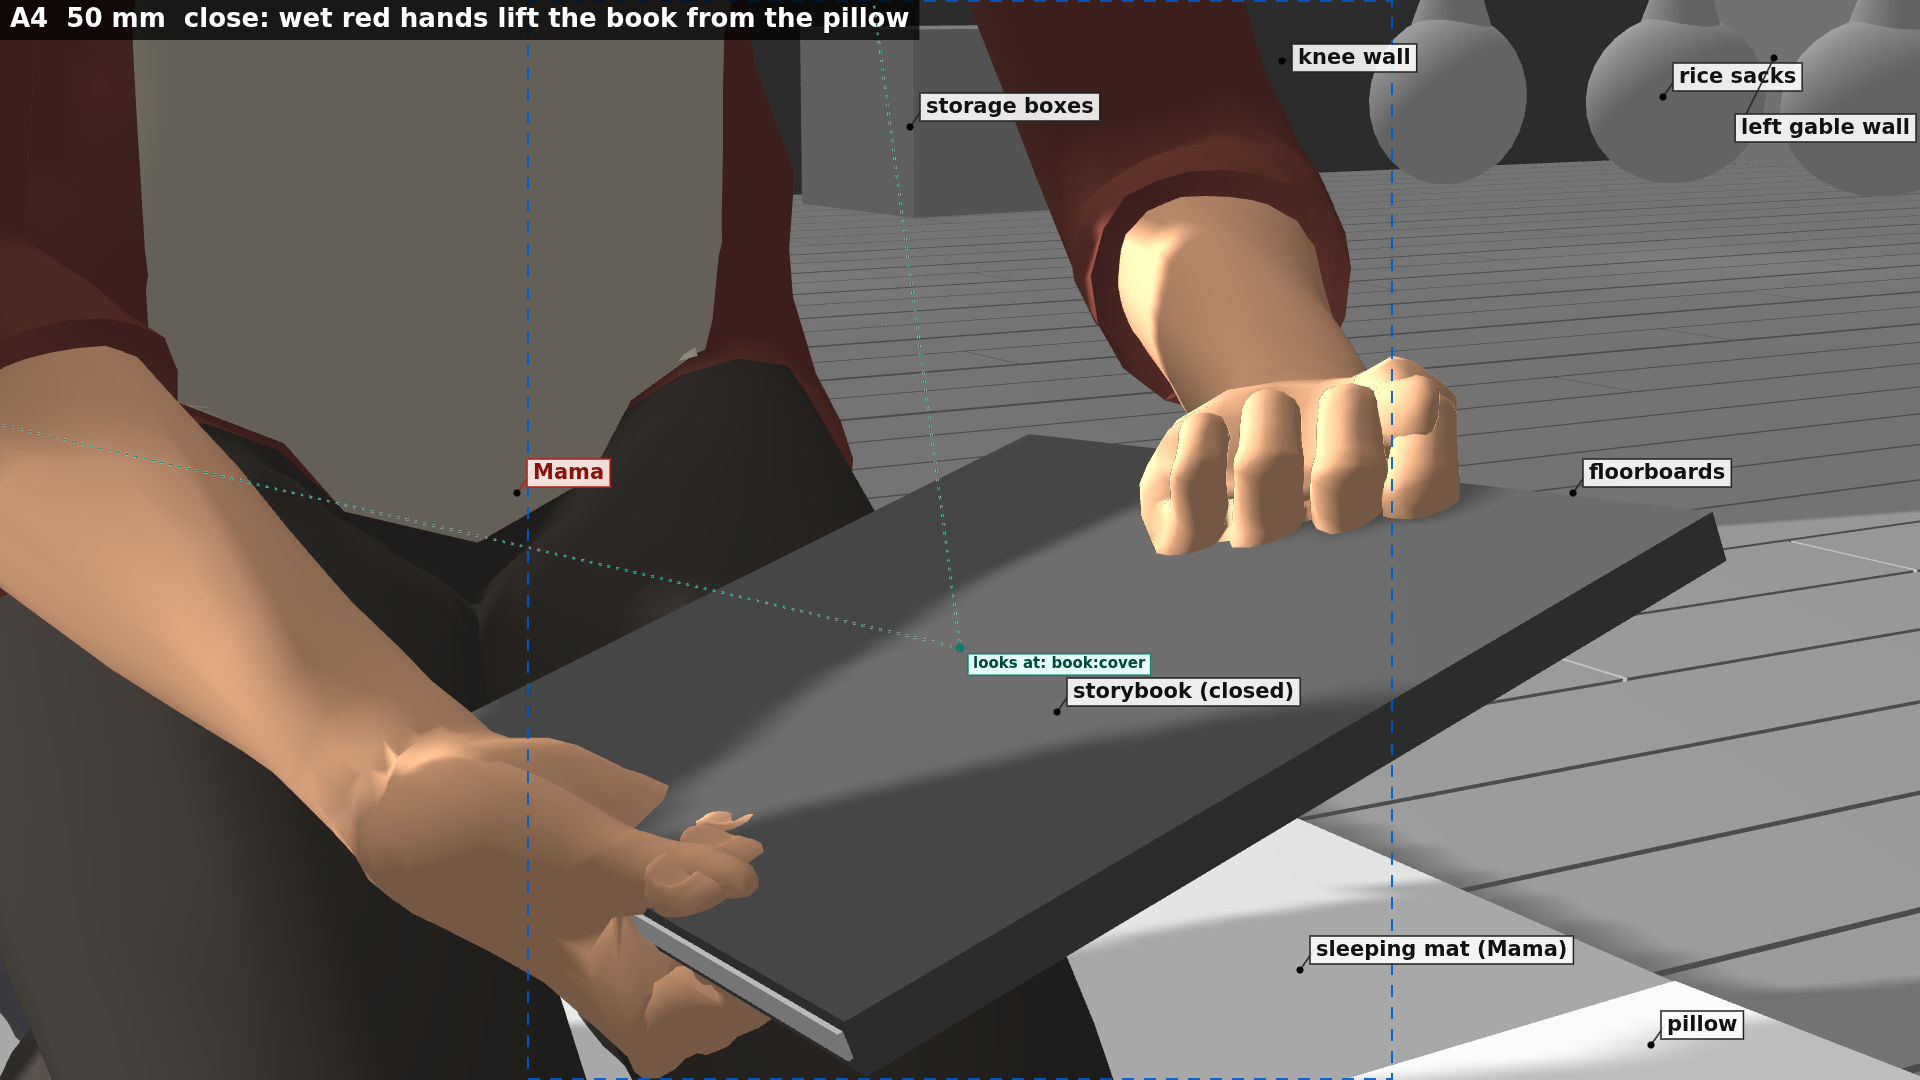 A4 50 mm close: wet red hands lift the book from the pillow
knee wall
rice sacks
storage boxes
left gable wall
Mama
floorboards
looks at: book:cover
storybook (closed)
sleeping mat (Mama)
pillow